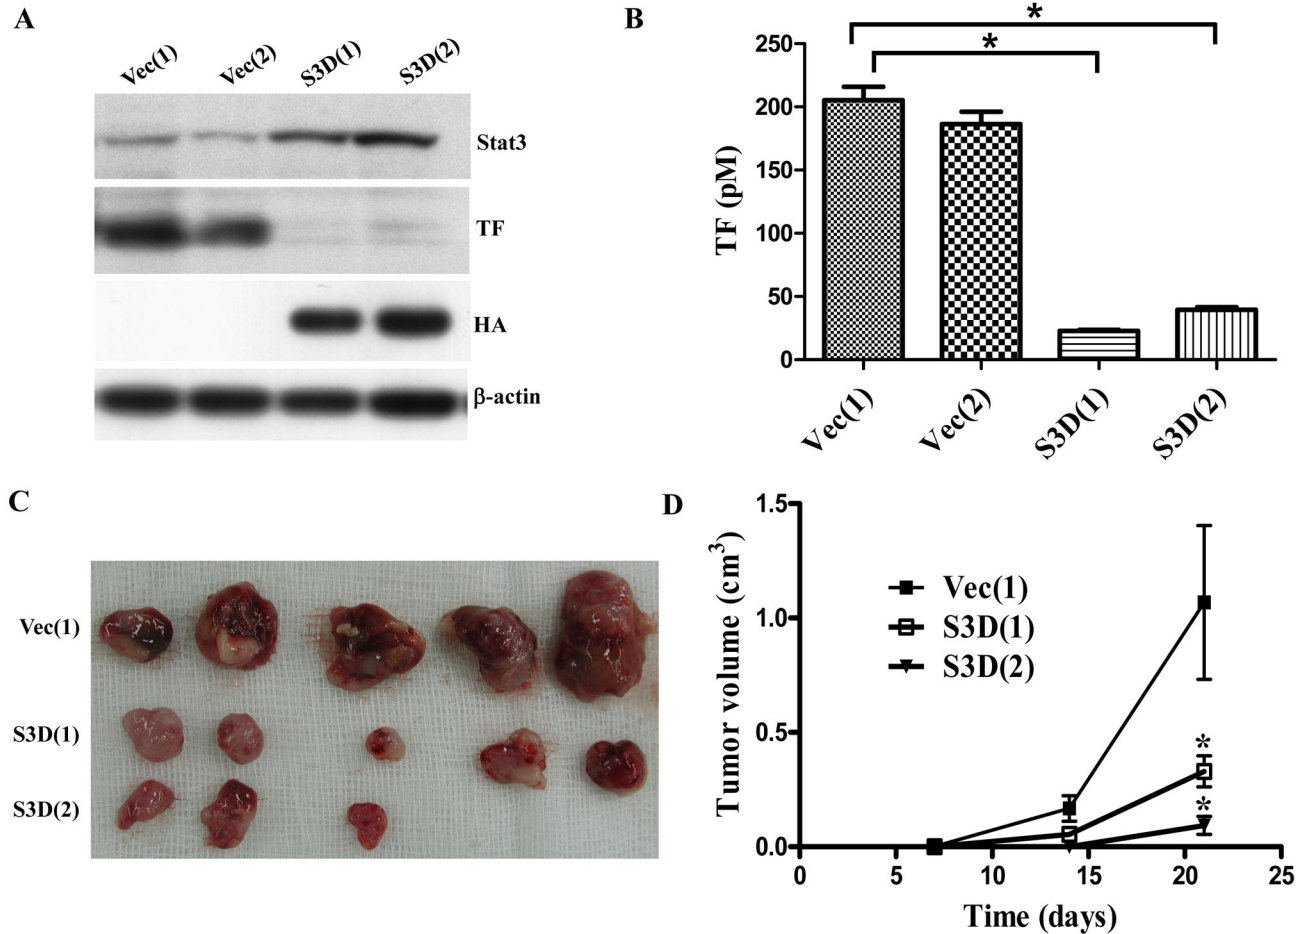 A
Vec(1) Vec(2) S3D(1) S3D(2)
Stat3
TF
HA
β-actin
B
*
*
TF (pM)
250
200
150
100
50
0
Vec(1) Vec(2) S3D(1) S3D(2)
C
Vec(1)
S3D(1)
S3D(2)
D
Tumor volume (cm³)
1.5
1.0
0.5
0.0
Vec(1)
S3D(1)
S3D(2)
*
*
0 5 10 15 20 25
Time (days)